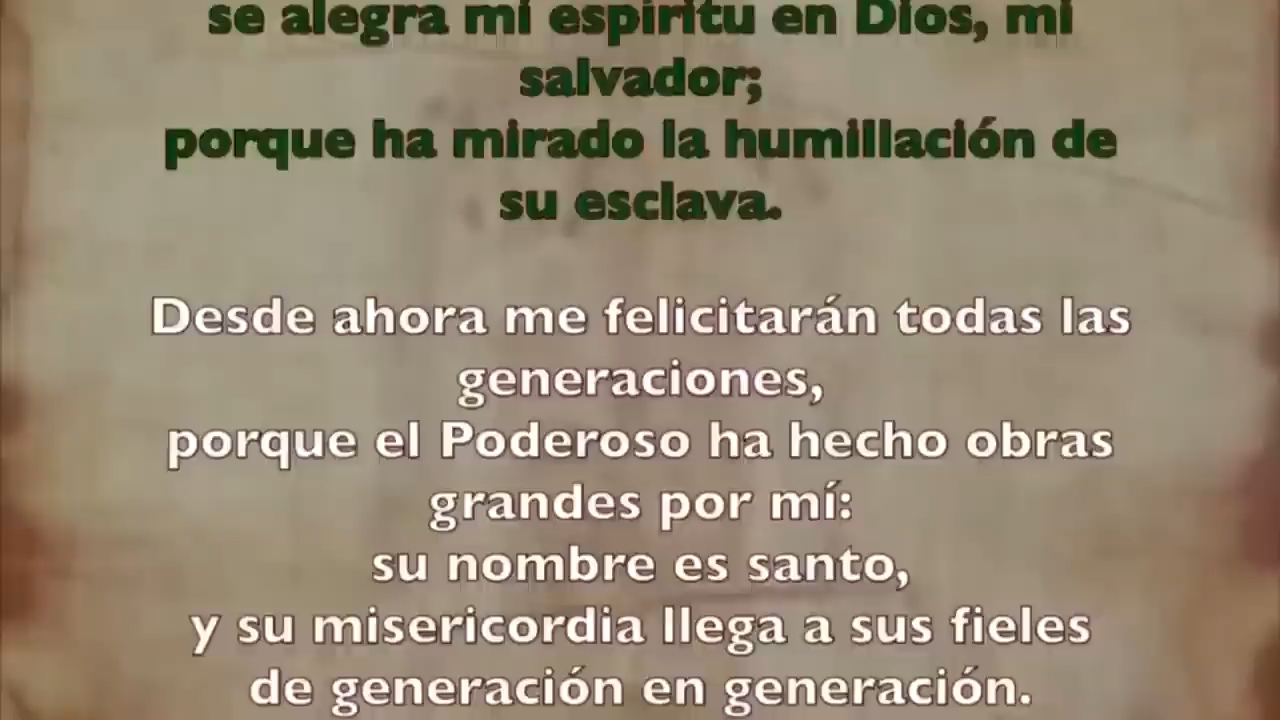 se alegra mi espíritu en Dios, mi
salvador;
porque ha mirado la humillación de
su esclava.
Desde ahora me felicitarán todas las
generaciones,
porque el Poderoso ha hecho obras
grandes por mí:
su nombre es santo,
y su misericordia llega a sus fieles
de generación en generación.